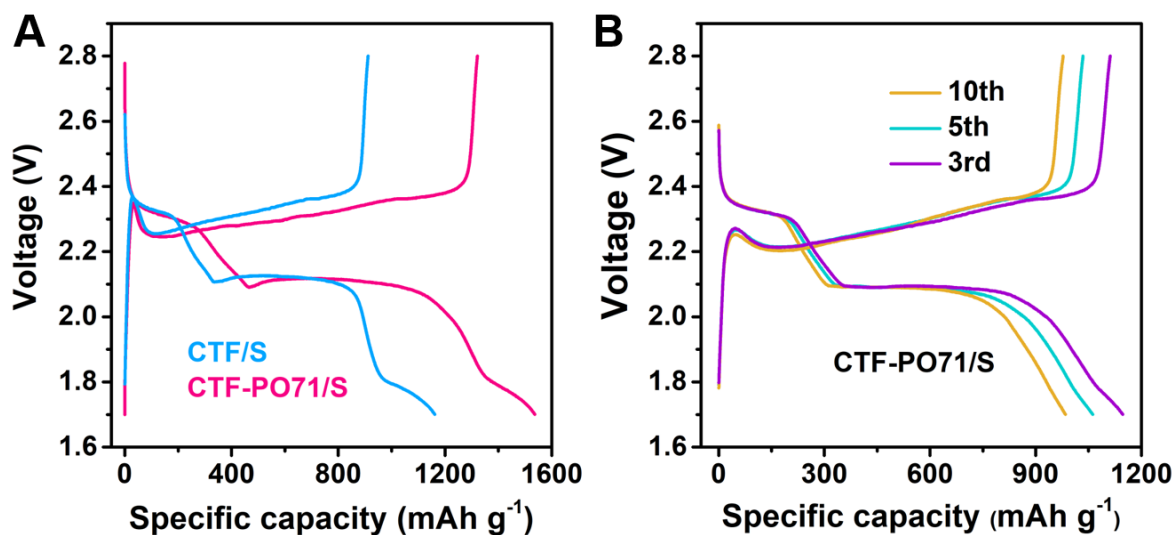 A
Voltage (V)
2.8
2.6
2.4
2.2
2.0
1.8
1.6
CTF/S
CTF-PO71/S
0 400 800 1200 1600
Specific capacity (mAh g⁻¹)
B
Voltage (V)
2.8
2.6
2.4
2.2
2.0
1.8
1.6
10th
5th
3rd
CTF-PO71/S
0 300 600 900 1200
Specific capacity (mAh g⁻¹)